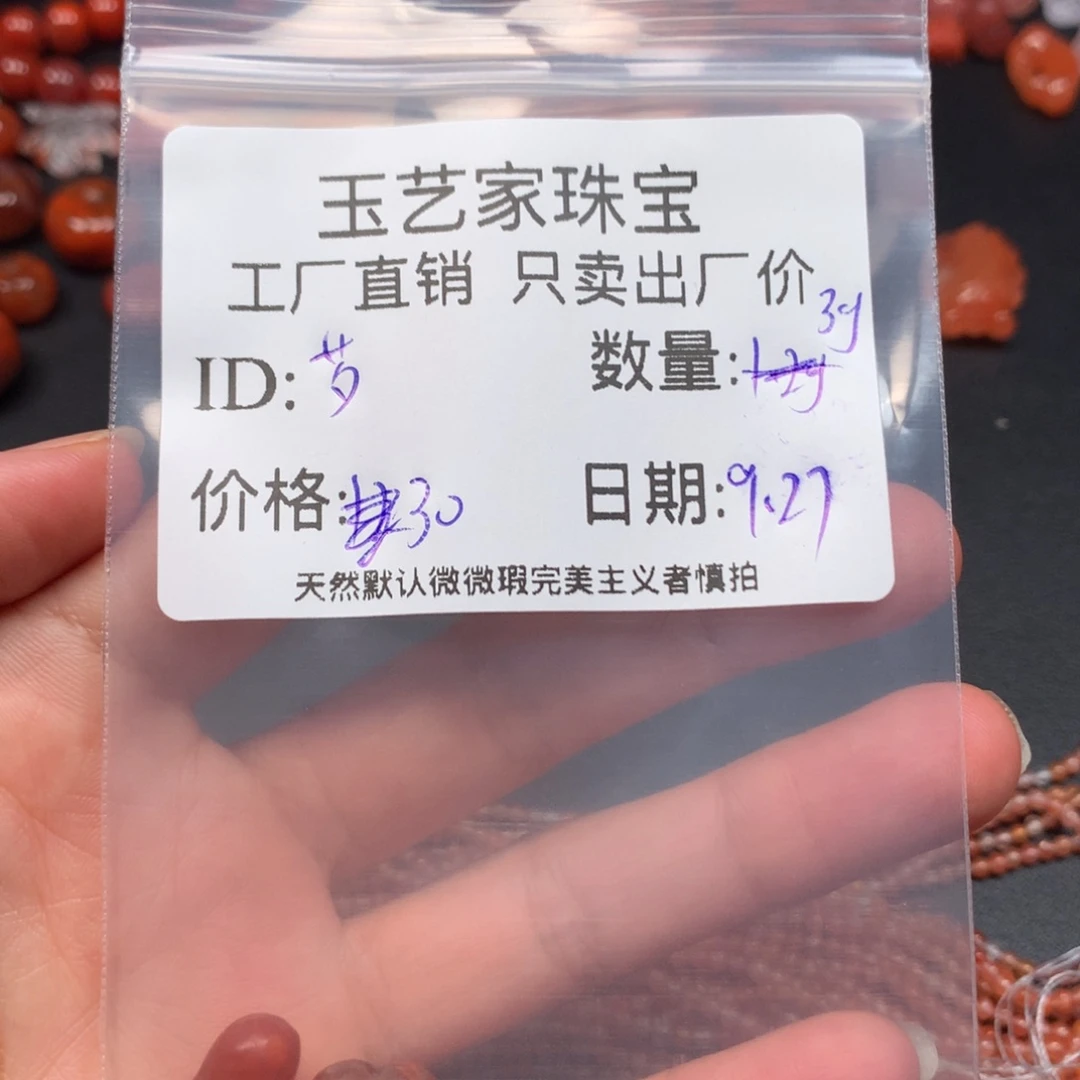 玉艺家珠宝
工厂直销 只卖出厂价
ID: 芳 数量: 3g
价格: 30 日期: 9.27
天然默认微微瑕完美主义者慎拍